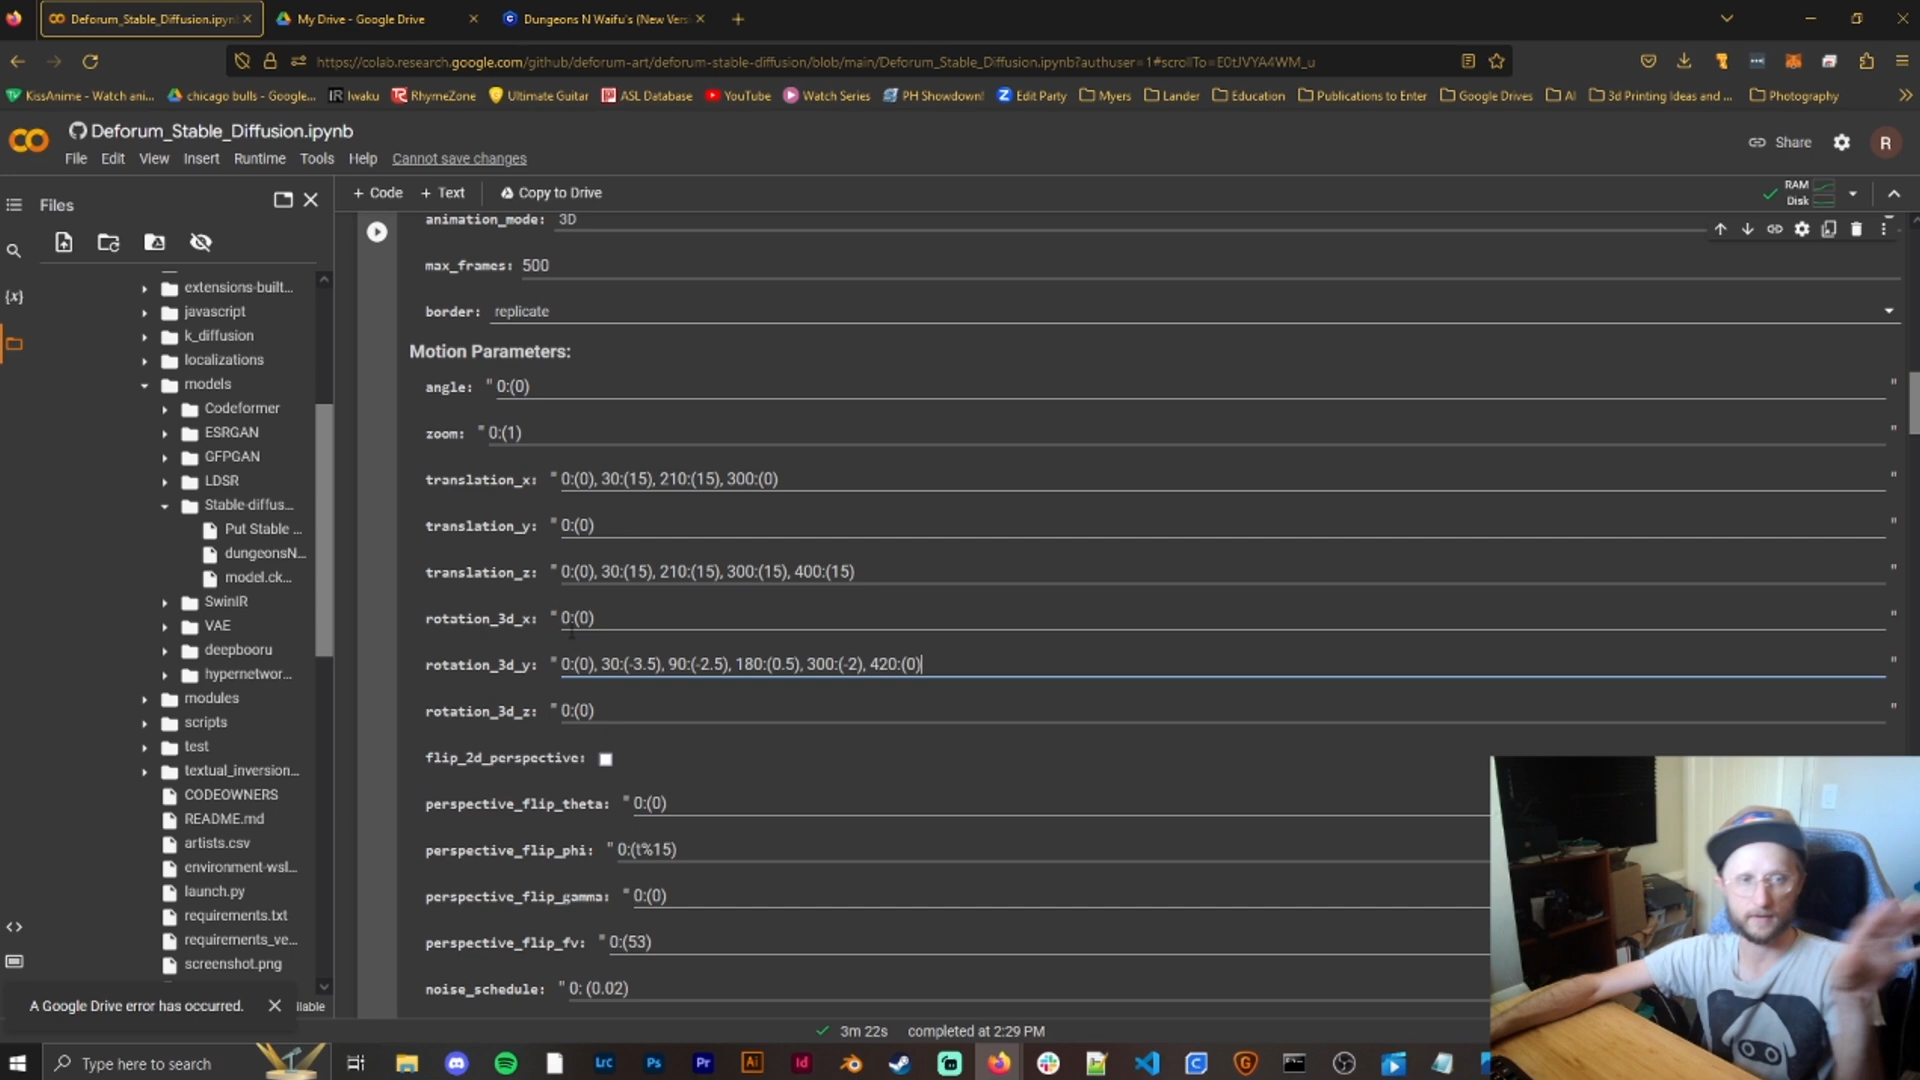 Deforum_Stable_Diffusion.ipynb
My Drive - Google Drive
Dungeons N Waifu's (New Vers
https://colab.research.google.com/github/deforum-art/deforum-stable-diffusion/blob/main/Deforum_Stable_Diffusion.ipynb?authuser=1#scrollTo=E0tJVYA4WM_u
KissAnime - Watch ani...
chicago bulls - Google...
Iwaku
RhymeZone
Ultimate Guitar
ASL Database
YouTube
Watch Series
PH Showdown!
Edit Party
Myers
Lander
Education
Publications to Enter
Google Drives
AI
3d Printing Ideas and ...
Photography
Deforum_Stable_Diffusion.ipynb
File Edit View Insert Runtime Tools Help Cannot save changes
Share
R
Files
+ Code + Text Copy to Drive
RAM
Disk
extensions-built...
javascript
k_diffusion
localizations
models
Codeformer
ESRGAN
GFPGAN
LDSR
Stable-diffus...
Put Stable ...
dungeonsN...
model.ck...
SwinIR
VAE
deepbooru
hypernetwor...
modules
scripts
test
textual_inversion...
CODEOWNERS
README.md
artists.csv
environment-wsl...
launch.py
requirements.txt
requirements_ve...
screenshot.png
A Google Drive error has occurred.
ilable
animation_mode: 3D
max_frames: 500
border: replicate
Motion Parameters:
angle: " 0:(0) "
zoom: " 0:(1) "
translation_x: " 0:(0), 30:(15), 210:(15), 300:(0) "
translation_y: " 0:(0) "
translation_z: " 0:(0), 30:(15), 210:(15), 300:(15), 400:(15) "
rotation_3d_x: " 0:(0) "
rotation_3d_y: " 0:(0), 30:(-3.5), 90:(-2.5), 180:(0.5), 300:(-2), 420:(0) "
rotation_3d_z: " 0:(0) "
flip_2d_perspective:
perspective_flip_theta: " 0:(0)
perspective_flip_phi: " 0:(t%15)
perspective_flip_gamma: " 0:(0)
perspective_flip_fv: " 0:(53)
noise_schedule: " 0: (0.02)
3m 22s completed at 2:29 PM
Type here to search
Lrc
Ps
Pr
Ai
Id